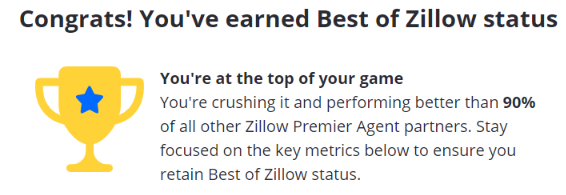 Congrats! You've earned Best of Zillow status
You're at the top of your game
You're crushing it and performing better than 90%
of all other Zillow Premier Agent partners. Stay
focused on the key metrics below to ensure you
retain Best of Zillow status.